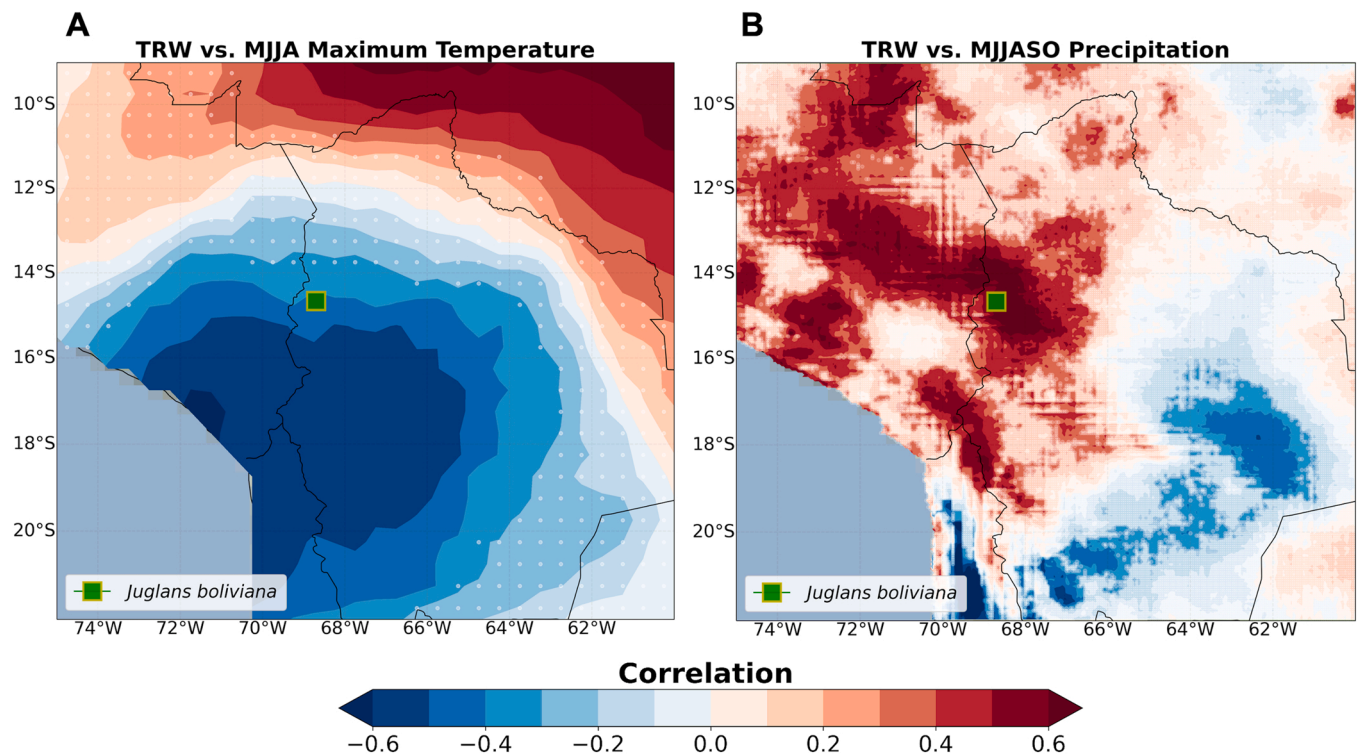 A
B
TRW vs. MJJA Maximum Temperature
TRW vs. MJJASO Precipitation
10°S
12°S
14°S
16°S
18°S
20°S
10°S
12°S
14°S
16°S
18°S
20°S
Juglans boliviana
Juglans boliviana
74°W 72°W 70°W 68°W 66°W 64°W 62°W
74°W 72°W 70°W 68°W 66°W 64°W 62°W
Correlation
−0.6 −0.4 −0.2 0.0 0.2 0.4 0.6